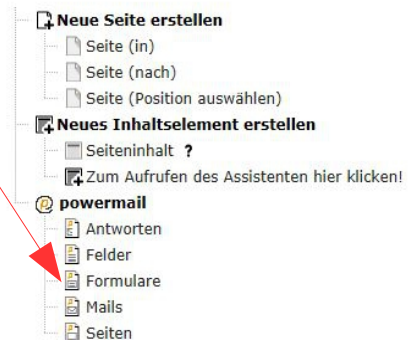 Neue Seite erstellen
Seite (in)
Seite (nach)
Seite (Position auswählen)
Neues Inhaltselement erstellen
Seiteninhalt ?
Zum Aufrufen des Assistenten hier klicken!
powermail
Antworten
Felder
Formulare
Mails
Seiten